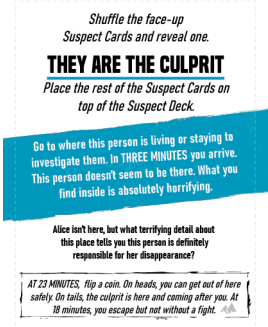 Shuffle the face-up
Suspect Cards and reveal one.
THEY ARE THE CULPRIT
Place the rest of the Suspect Cards on
top of the Suspect Deck.
Go to where this person is living or staying to
investigate them. In THREE MINUTES you arrive.
This person doesn't seem to be there. What you
find inside is absolutely horrifying.
Alice isn't here, but what terrifying detail about
this place tells you this person is definitely
responsible for her disappearance?
AT 23 MINUTES, flip a coin. On heads, you can get out of here
safely. On tails, the culprit is here and coming after you. At
18 minutes, you escape but not without a fight.